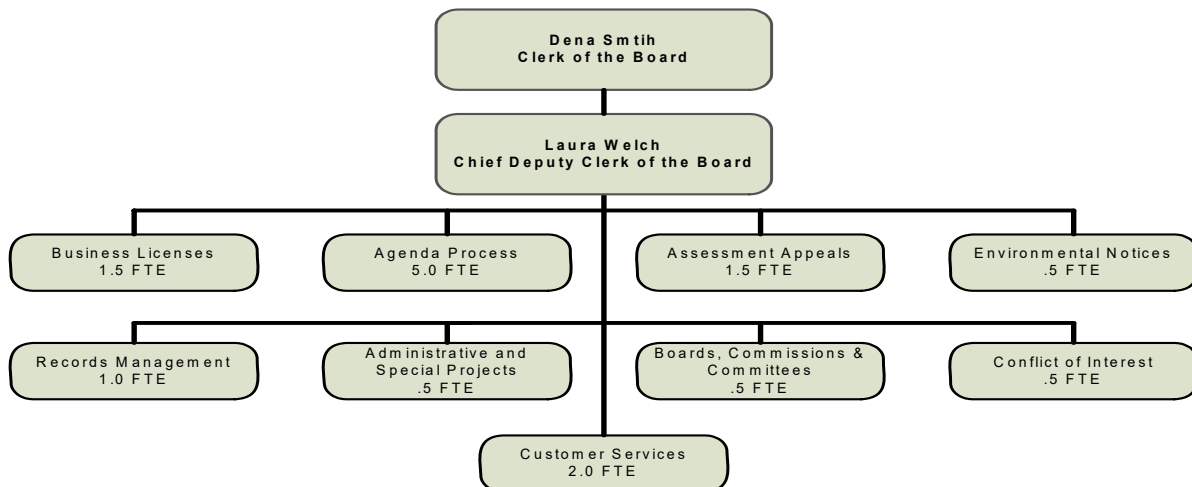 Dena Smtih
Clerk of the Board
Laura Welch
Chief Deputy Clerk of the Board
Business Licenses
1.5 FTE
Agenda Process
5.0 FTE
Assessment Appeals
1.5 FTE
Environmental Notices
.5 FTE
Records Management
1.0 FTE
Administrative and
Special Projects
.5 FTE
Boards, Commissions &
Committees
.5 FTE
Conflict of Interest
.5 FTE
Customer Services
2.0 FTE